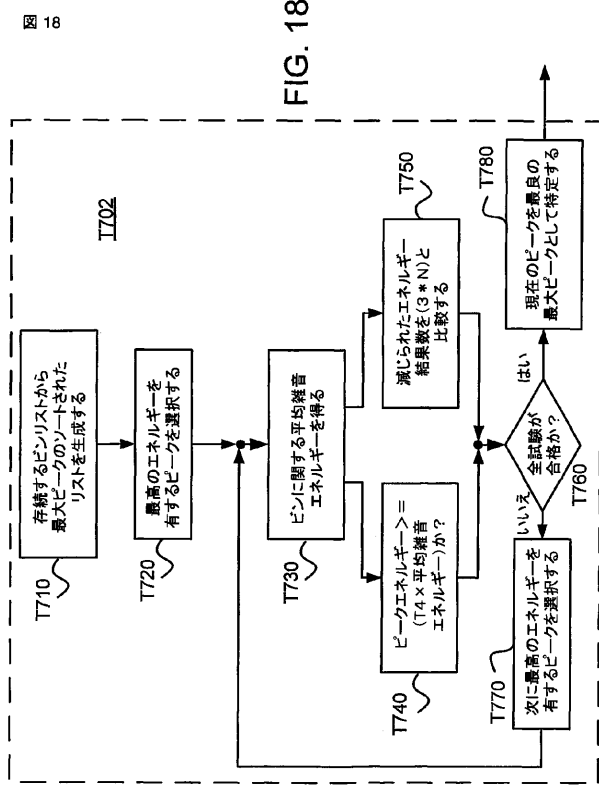 図 18
FIG. 18
T702
存続するビンリストから
最大ピークのソートされた
リストを生成する
T710
最高のエネルギーを
有するピークを選択する
T720
ビンに関する平均雑音
エネルギーを得る
T730
ピークエネルギー>=
(T4×平均雑音
エネルギー)か?
T740
減じられたエネルギー
結果数を(3*N)と
比較する
T750
全試験が
合格か?
T760
いいえ
はい
次に最高のエネルギーを
有するピークを選択する
T770
現在のピークを最良の
最大ピークとして特定する
T780